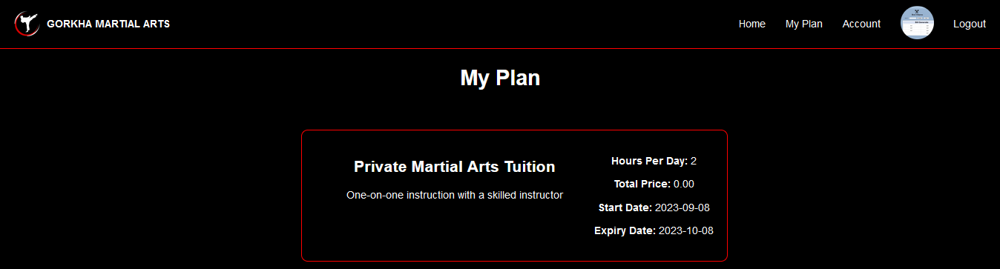 GORKHA MARTIAL ARTS
Home My Plan Account Logout
My Plan
Private Martial Arts Tuition
One-on-one instruction with a skilled instructor
Hours Per Day: 2
Total Price: 0.00
Start Date: 2023-09-08
Expiry Date: 2023-10-08